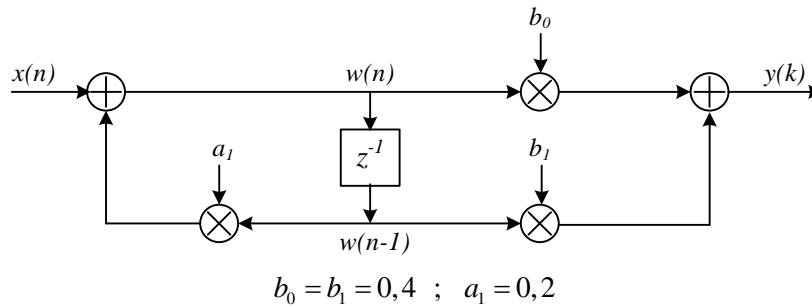 b₀
x(n) w(n) y(k)
a₁ z⁻¹ b₁
w(n-1)
b₀ = b₁ = 0,4 ; a₁ = 0,2